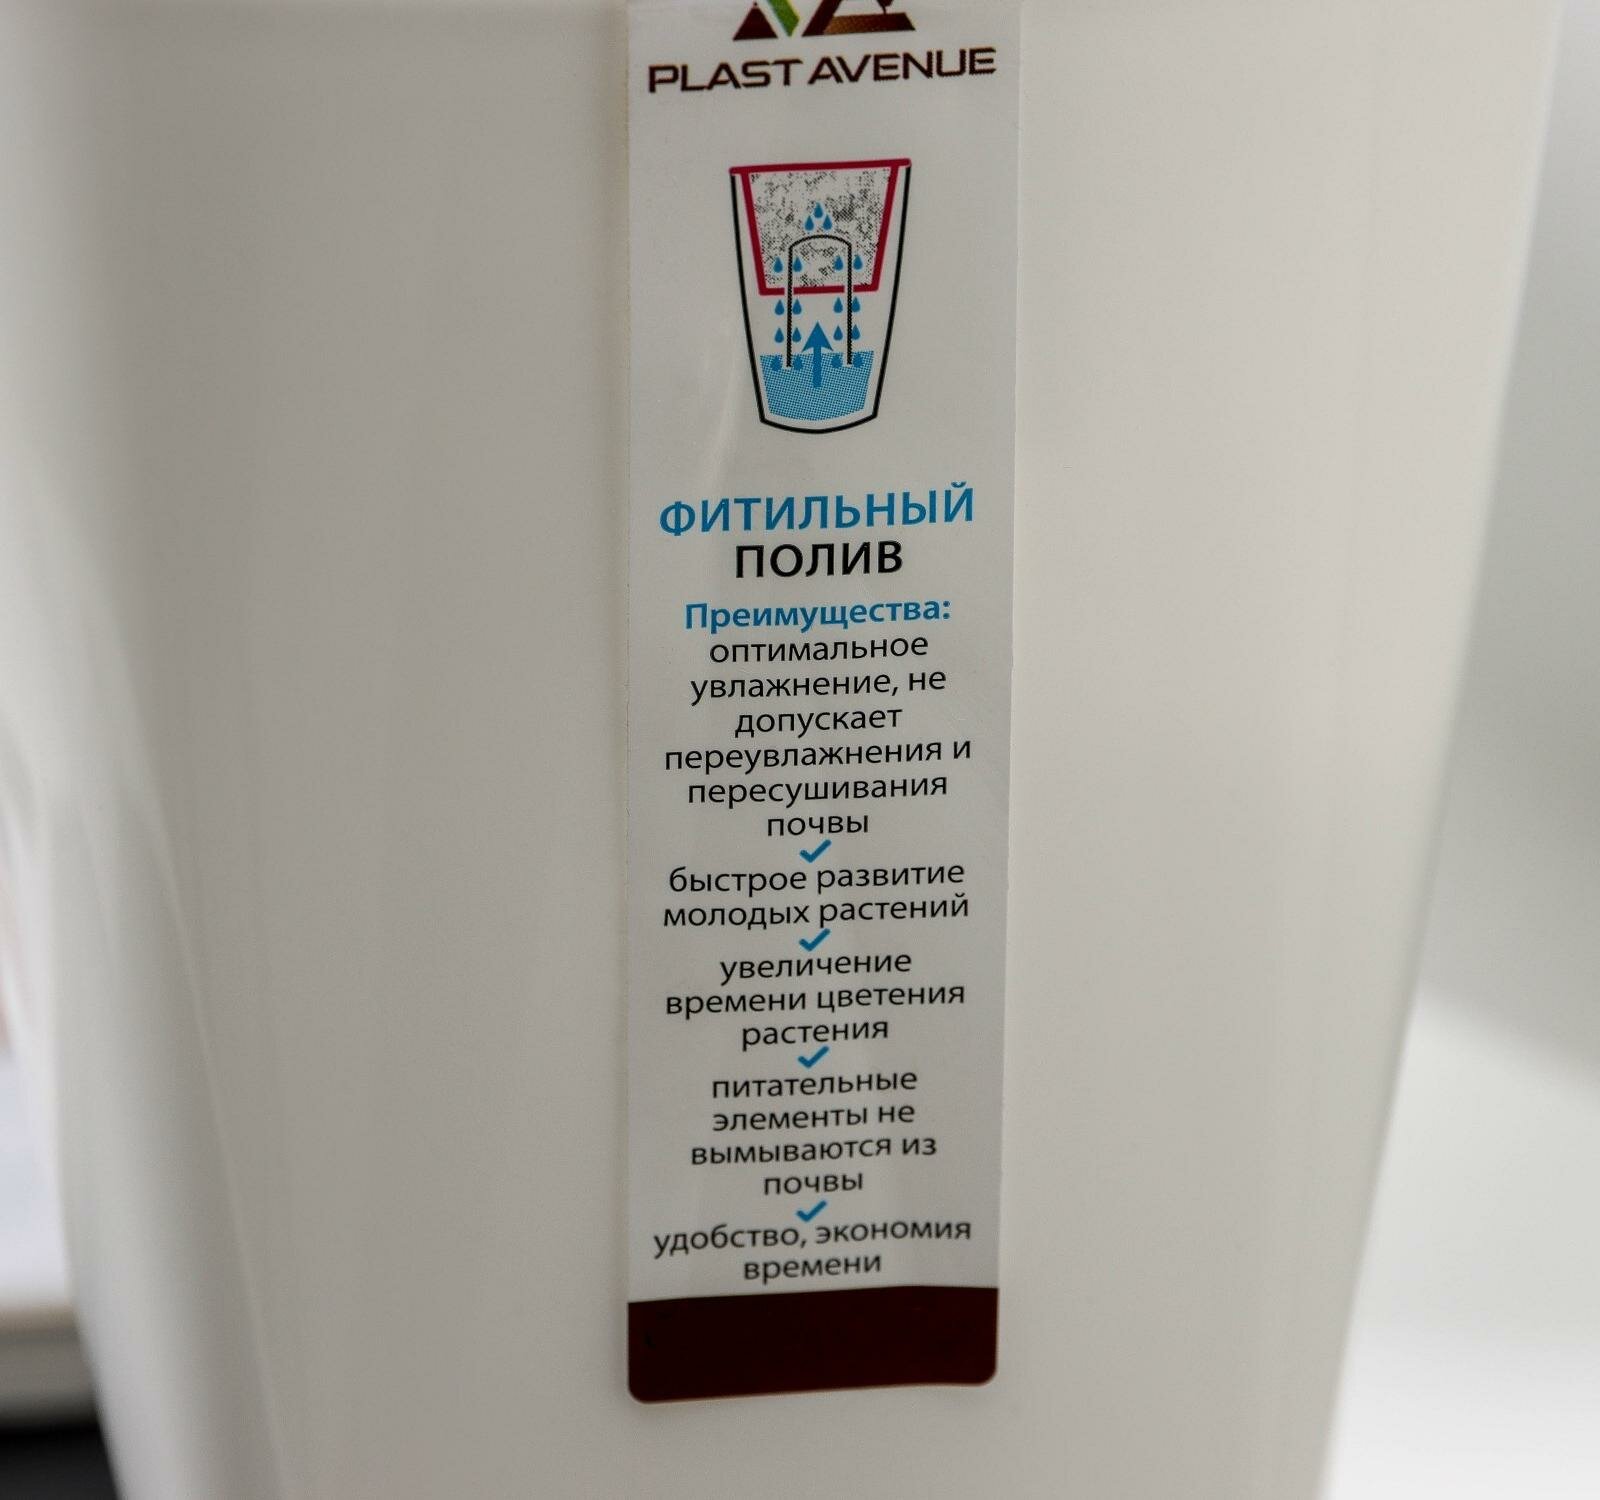 PLAST AVENUE
ФИТИЛЬНЫЙ
ПОЛИВ
Преимущества:
оптимальное
увлажнение, не
допускает
переувлажнения и
пересушивания
почвы
быстрое развитие
молодых растений
увеличение
времени цветения
растения
питательные
элементы не
вымываются из
почвы
удобство, экономия
времени